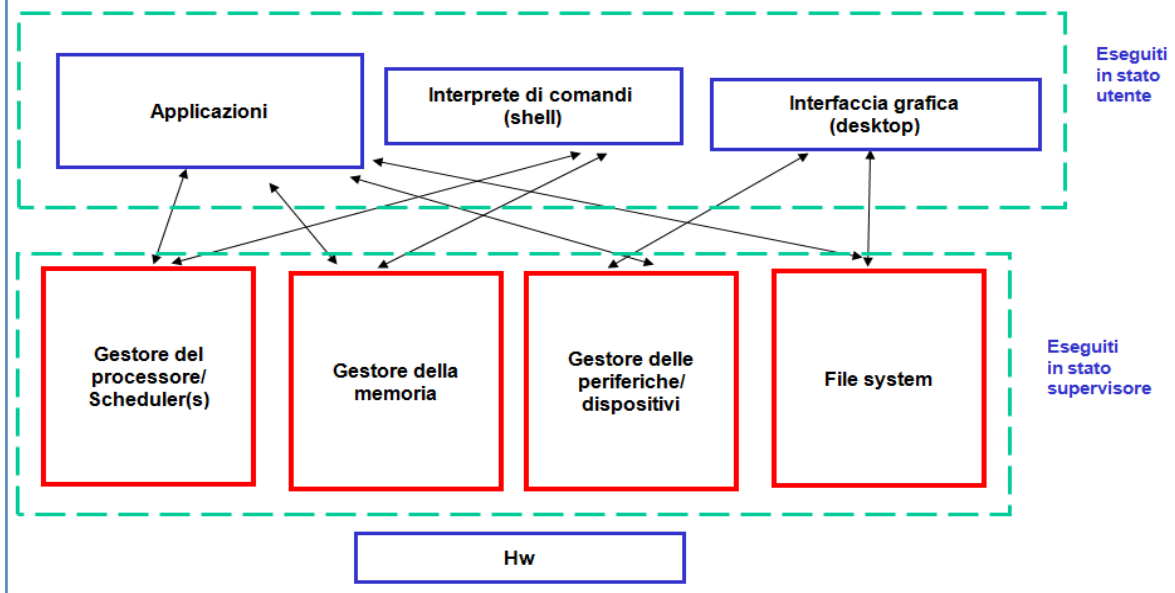 Eseguiti
in stato
utente
Applicazioni
Interprete di comandi
(shell)
Interfaccia grafica
(desktop)
Gestore del
processore/
Scheduler(s)
Gestore della
memoria
Gestore delle
periferiche/
dispositivi
File system
Eseguiti
in stato
supervisore
Hw